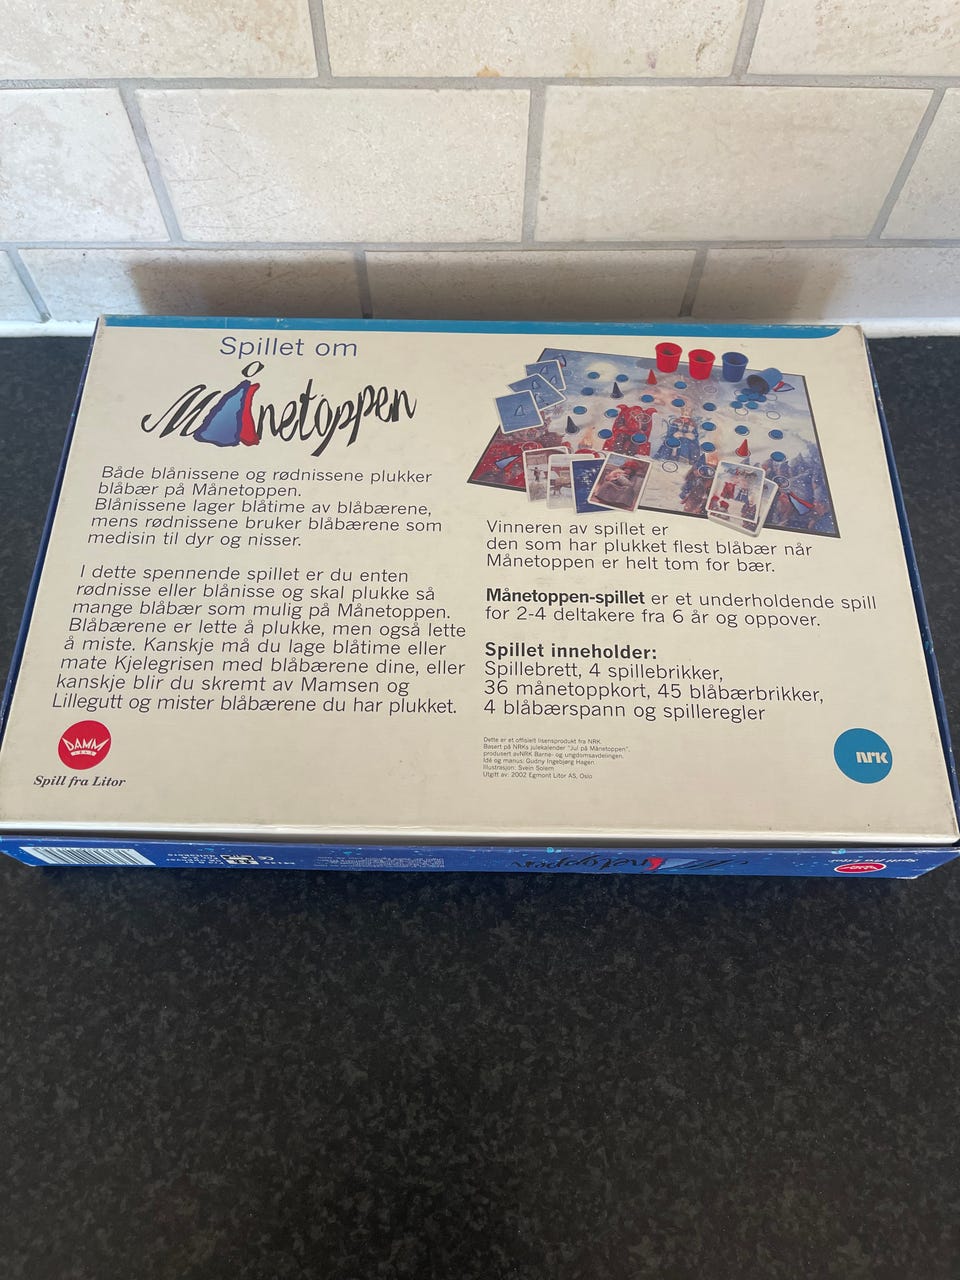 Spillet om
Månetoppen
Både blånissene og rødnissene plukker
blåbær på Månetoppen.
Blånissene lager blåtime av blåbærene,
mens rødnissene bruker blåbærene som
medisin til dyr og nisser.
I dette spennende spillet er du enten
rødnisse eller blånisse og skal plukke så
mange blåbær som mulig på Månetoppen.
Blåbærene er lette å plukke, men også lette
å miste. Kanskje må du lage blåtime eller
mate Kjelegrisen med blåbærene dine, eller
kanskje blir du skremt av Mamsen og
Lillegutt og mister blåbærene du har plukket.
DAMM
Spill fra Litor
Vinneren av spillet er
den som har plukket flest blåbær når
Månetoppen er helt tom for bær.
Månetoppen-spillet er et underholdende spill
for 2-4 deltakere fra 6 år og oppover.
Spillet inneholder:
Spillebrett, 4 spillebrikker,
36 månetoppkort, 45 blåbærbrikker,
4 blåbærspann og spilleregler
Dette er et offisielt lisensprodukt fra NRK.
Basert på NRKs julekalender "Jul på Månetoppen",
produsert avNRK Barne- og ungdomsavdelingen.
Idé og manus: Gudny Ingebjørg Hagen
Illustrasjon: Svein Solem
Utgitt av: 2002 Egmont Litor AS, Oslo
NRK
Månetoppen
Spill fra Litor